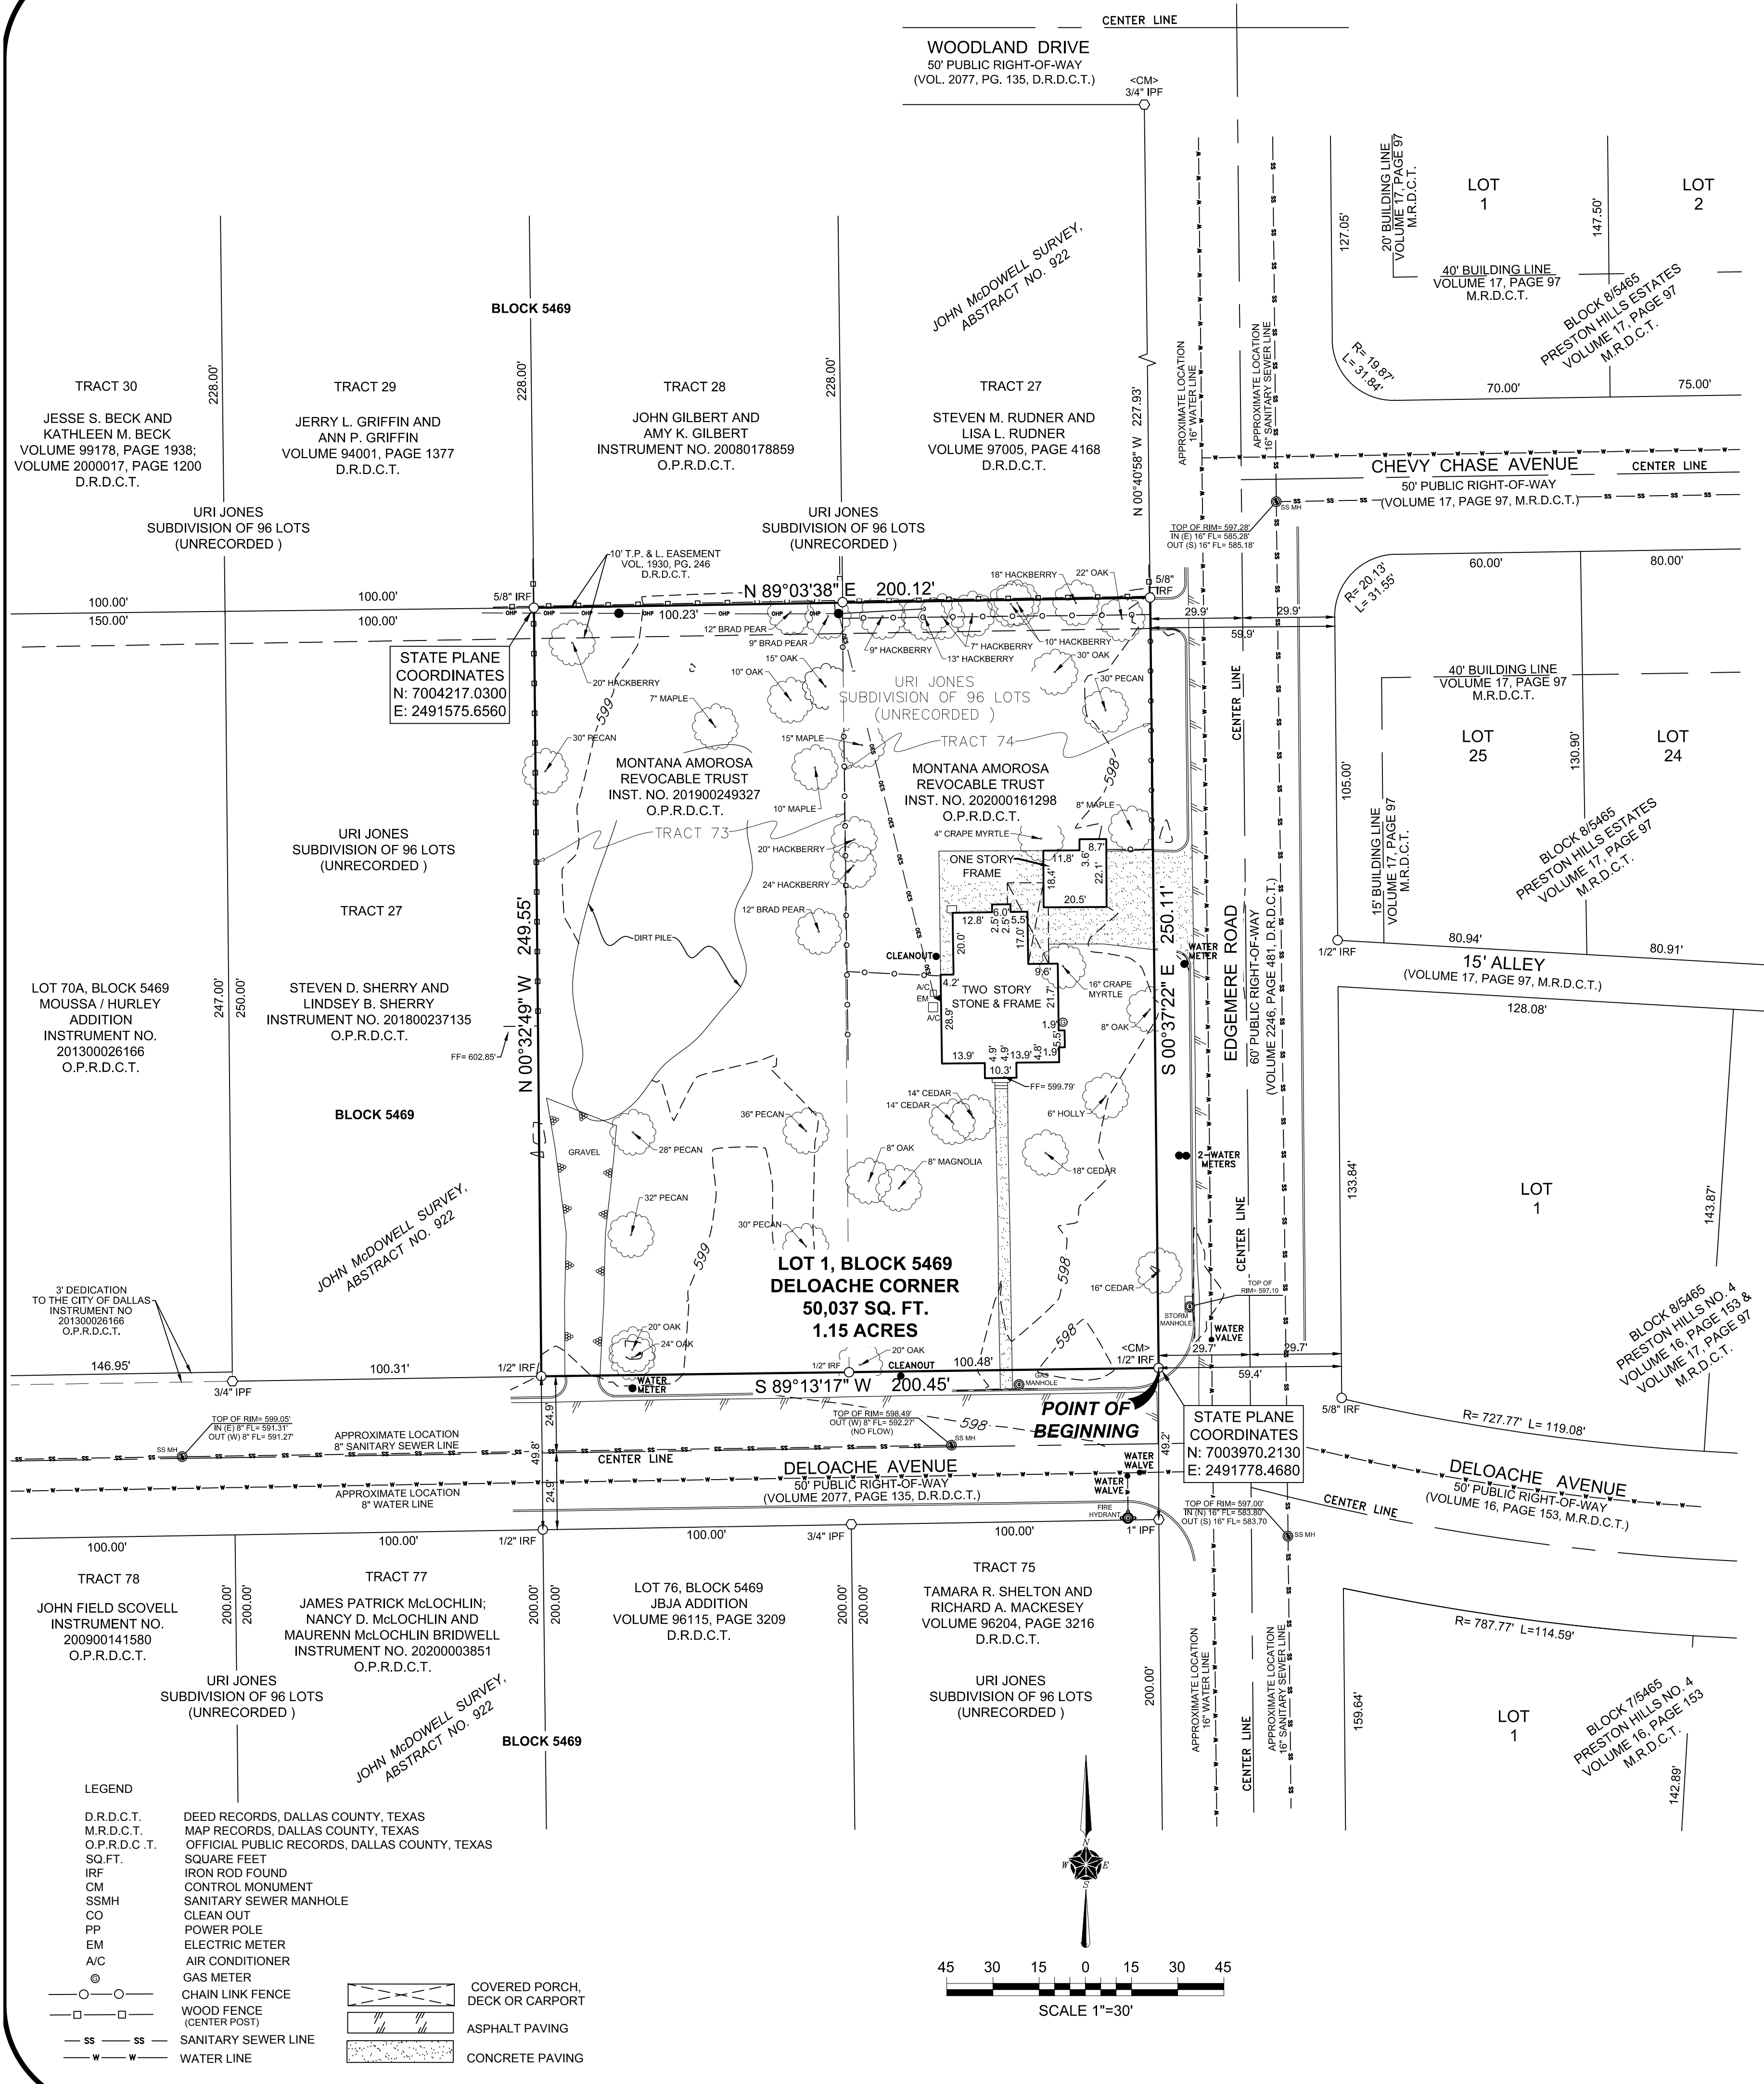 CENTER LINE
WOODLAND DRIVE
50' PUBLIC RIGHT-OF-WAY
(VOL. 2077, PG. 135, D.R.D.C.T.)
<CM>
3/4" IPF
20' BUILDING LINE
VOLUME 17, PAGE 97
M.R.D.C.T.
LOT
1
LOT
2
127.05'
147.50'
40' BUILDING LINE
VOLUME 17, PAGE 97
M.R.D.C.T.
BLOCK 8/5465
PRESTON HILLS ESTATES
VOLUME 17, PAGE 97
M.R.D.C.T.
R= 19.87'
L= 31.84'
70.00'
75.00'
JOHN McDOWELL SURVEY,
ABSTRACT NO. 922
BLOCK 5469
228.00'
228.00'
228.00'
N 00°40'58" W 227.93'
APPROXIMATE LOCATION
16" WATER LINE
APPROXIMATE LOCATION
16" SANITARY SEWER LINE
TRACT 30
JESSE S. BECK AND
KATHLEEN M. BECK
VOLUME 99178, PAGE 1938;
VOLUME 2000017, PAGE 1200
D.R.D.C.T.
TRACT 29
JERRY L. GRIFFIN AND
ANN P. GRIFFIN
VOLUME 94001, PAGE 1377
D.R.D.C.T.
TRACT 28
JOHN GILBERT AND
AMY K. GILBERT
INSTRUMENT NO. 20080178859
O.P.R.D.C.T.
TRACT 27
STEVEN M. RUDNER AND
LISA L. RUDNER
VOLUME 97005, PAGE 4168
D.R.D.C.T.
CHEVY CHASE AVENUE
CENTER LINE
50' PUBLIC RIGHT-OF-WAY
(VOLUME 17, PAGE 97, M.R.D.C.T.)
SS MH
TOP OF RIM= 597.28'
IN (E) 16" FL= 585.28'
OUT (S) 16" FL= 585.18'
URI JONES
SUBDIVISION OF 96 LOTS
(UNRECORDED )
URI JONES
SUBDIVISION OF 96 LOTS
(UNRECORDED )
10' T.P. & L. EASEMENT
VOL. 1930, PG. 246
D.R.D.C.T.
100.00'
150.00'
100.00'
100.00'
5/8" IRF
N 89°03'38" E 200.12'
100.23'
OHP OHP OHP OHP OHP
18" HACKBERRY
22" OAK
5/8"
IRF
29.9'
29.9'
59.9'
R= 20.13'
L= 31.55'
60.00'
80.00'
12" BRAD PEAR
9" BRAD PEAR
9" HACKBERRY
13" HACKBERRY
7" HACKBERRY
10" HACKBERRY
STATE PLANE
COORDINATES
N: 7004217.0300
E: 2491575.6560
20" HACKBERRY
7" MAPLE
15" OAK
10" OAK
30" OAK
30" PECAN
599
URI JONES
SUBDIVISION OF 96 LOTS
(UNRECORDED )
TRACT 74
40' BUILDING LINE
VOLUME 17, PAGE 97
M.R.D.C.T.
LOT
25
LOT
24
130.90'
105.00'
15' BUILDING LINE
VOLUME 17, PAGE 97
M.R.D.C.T.
BLOCK 8/5465
PRESTON HILLS ESTATES
VOLUME 17, PAGE 97
M.R.D.C.T.
30" PECAN
15" MAPLE
10" MAPLE
MONTANA AMOROSA
REVOCABLE TRUST
INST. NO. 201900249327
O.P.R.D.C.T.
TRACT 73
MONTANA AMOROSA
REVOCABLE TRUST
INST. NO. 202000161298
O.P.R.D.C.T.
598
8" MAPLE
4" CRAPE MYRTLE
OES OES OES OES OES OES
CENTER LINE
URI JONES
SUBDIVISION OF 96 LOTS
(UNRECORDED )
TRACT 27
20" HACKBERRY
24" HACKBERRY
12" BRAD PEAR
DIRT PILE
ONE STORY
FRAME
11.8'
8.7'
3.6'
18.4'
22.1'
20.5'
12.8'
2.5'
6.0'
2.5'
5.5'
20.0'
17.0'
CLEANOUT
9.6'
4.2'
A/C
EM
A/C
TWO STORY
STONE & FRAME
28.9'
21.7'
1.9'
5.5'
1.9'
4.8'
13.9'
4.9'
4.9'
13.9'
10.3'
FF= 599.79'
16" CRAPE
MYRTLE
8" OAK
WATER
METER
EDGEMERE ROAD
60' PUBLIC RIGHT-OF-WAY
(VOLUME 2246, PAGE 481, D.R.D.C.T.)
S 00°37'22" E 250.11'
N 00°32'49" W 249.55'
1/2" IRF
80.94'
80.91'
15' ALLEY
(VOLUME 17, PAGE 97, M.R.D.C.T.)
128.08'
LOT 70A, BLOCK 5469
MOUSSA / HURLEY
ADDITION
INSTRUMENT NO.
201300026166
O.P.R.D.C.T.
247.00'
250.00'
STEVEN D. SHERRY AND
LINDSEY B. SHERRY
INSTRUMENT NO. 201800237135
O.P.R.D.C.T.
FF= 602.85'
BLOCK 5469
GRAVEL
28" PECAN
36" PECAN
14" CEDAR
14" CEDAR
6" HOLLY
8" OAK
8" MAGNOLIA
18" CEDAR
2-WATER
METERS
32" PECAN
30" PECAN
599
598
598
16" CEDAR
133.84'
143.87'
LOT
1
BLOCK 8/5465
PRESTON HILLS NO. 4
VOLUME 16, PAGE 153 &
VOLUME 17, PAGE 97
M.R.D.C.T.
JOHN McDOWELL SURVEY,
ABSTRACT NO. 922
LOT 1, BLOCK 5469
DELOACHE CORNER
50,037 SQ. FT.
1.15 ACRES
CENTER LINE
TOP OF
RIM= 597.10
STORM
MANHOLE
WATER
VALVE
3' DEDICATION
TO THE CITY OF DALLAS
INSTRUMENT NO
201300026166
O.P.R.D.C.T.
20" OAK
24" OAK
20" OAK
146.95'
3/4" IPF
100.31'
1/2" IRF
1/2" IRF
CLEANOUT
100.48'
<CM>
1/2" IRF
29.7'
29.7'
59.4'
WATER
METER
S 89°13'17" W 200.45'
GAS
MANHOLE
POINT OF
BEGINNING
STATE PLANE
COORDINATES
N: 7003970.2130
E: 2491778.4680
5/8" IRF
R= 727.77' L= 119.08'
TOP OF RIM= 599.05'
IN (E) 8" FL= 591.31'
OUT (W) 8" FL= 591.27'
SS MH
APPROXIMATE LOCATION
8" SANITARY SEWER LINE
24.9'
49.8'
24.9'
TOP OF RIM= 598.49'
OUT (W) 8" FL= 592.27'
(NO FLOW)
598
SS MH
49.2'
CENTER LINE
DELOACHE AVENUE
50' PUBLIC RIGHT-OF-WAY
(VOLUME 2077, PAGE 135, D.R.D.C.T.)
APPROXIMATE LOCATION
8" WATER LINE
WATER
WALVE
WATER
WALVE
FIRE
HYDRANT
1" IPF
TOP OF RIM= 597.00'
IN (N) 16" FL= 583.80'
OUT (S) 16" FL= 583.70
SS MH
DELOACHE AVENUE
50' PUBLIC RIGHT-OF-WAY
(VOLUME 16, PAGE 153, M.R.D.C.T.)
CENTER LINE
100.00'
100.00'
1/2" IRF
100.00'
3/4" IPF
100.00'
TRACT 78
JOHN FIELD SCOVELL
INSTRUMENT NO.
200900141580
O.P.R.D.C.T.
200.00'
200.00'
TRACT 77
JAMES PATRICK McLOCHLIN;
NANCY D. McLOCHLIN AND
MAURENN McLOCHLIN BRIDWELL
INSTRUMENT NO. 20200003851
O.P.R.D.C.T.
200.00'
200.00'
LOT 76, BLOCK 5469
JBJA ADDITION
VOLUME 96115, PAGE 3209
D.R.D.C.T.
200.00'
200.00'
TRACT 75
TAMARA R. SHELTON AND
RICHARD A. MACKESEY
VOLUME 96204, PAGE 3216
D.R.D.C.T.
200.00'
APPROXIMATE LOCATION
16" WATER LINE
CENTER LINE
APPROXIMATE LOCATION
16" SANITARY SEWER LINE
R= 787.77' L=114.59'
159.64'
142.89'
LOT
1
BLOCK 7/5465
PRESTON HILLS NO. 4
VOLUME 16, PAGE 153
M.R.D.C.T.
URI JONES
SUBDIVISION OF 96 LOTS
(UNRECORDED )
URI JONES
SUBDIVISION OF 96 LOTS
(UNRECORDED )
JOHN McDOWELL SURVEY,
ABSTRACT NO. 922
BLOCK 5469
LEGEND
D.R.D.C.T. DEED RECORDS, DALLAS COUNTY, TEXAS
M.R.D.C.T. MAP RECORDS, DALLAS COUNTY, TEXAS
O.P.R.D.C .T. OFFICIAL PUBLIC RECORDS, DALLAS COUNTY, TEXAS
SQ.FT. SQUARE FEET
IRF IRON ROD FOUND
CM CONTROL MONUMENT
SSMH SANITARY SEWER MANHOLE
CO CLEAN OUT
PP POWER POLE
EM ELECTRIC METER
A/C AIR CONDITIONER
G GAS METER
CHAIN LINK FENCE
WOOD FENCE
(CENTER POST)
SS SS SANITARY SEWER LINE
W W WATER LINE
COVERED PORCH,
DECK OR CARPORT
ASPHALT PAVING
CONCRETE PAVING
N
W E
S
45 30 15 0 15 30 45
SCALE 1"=30'